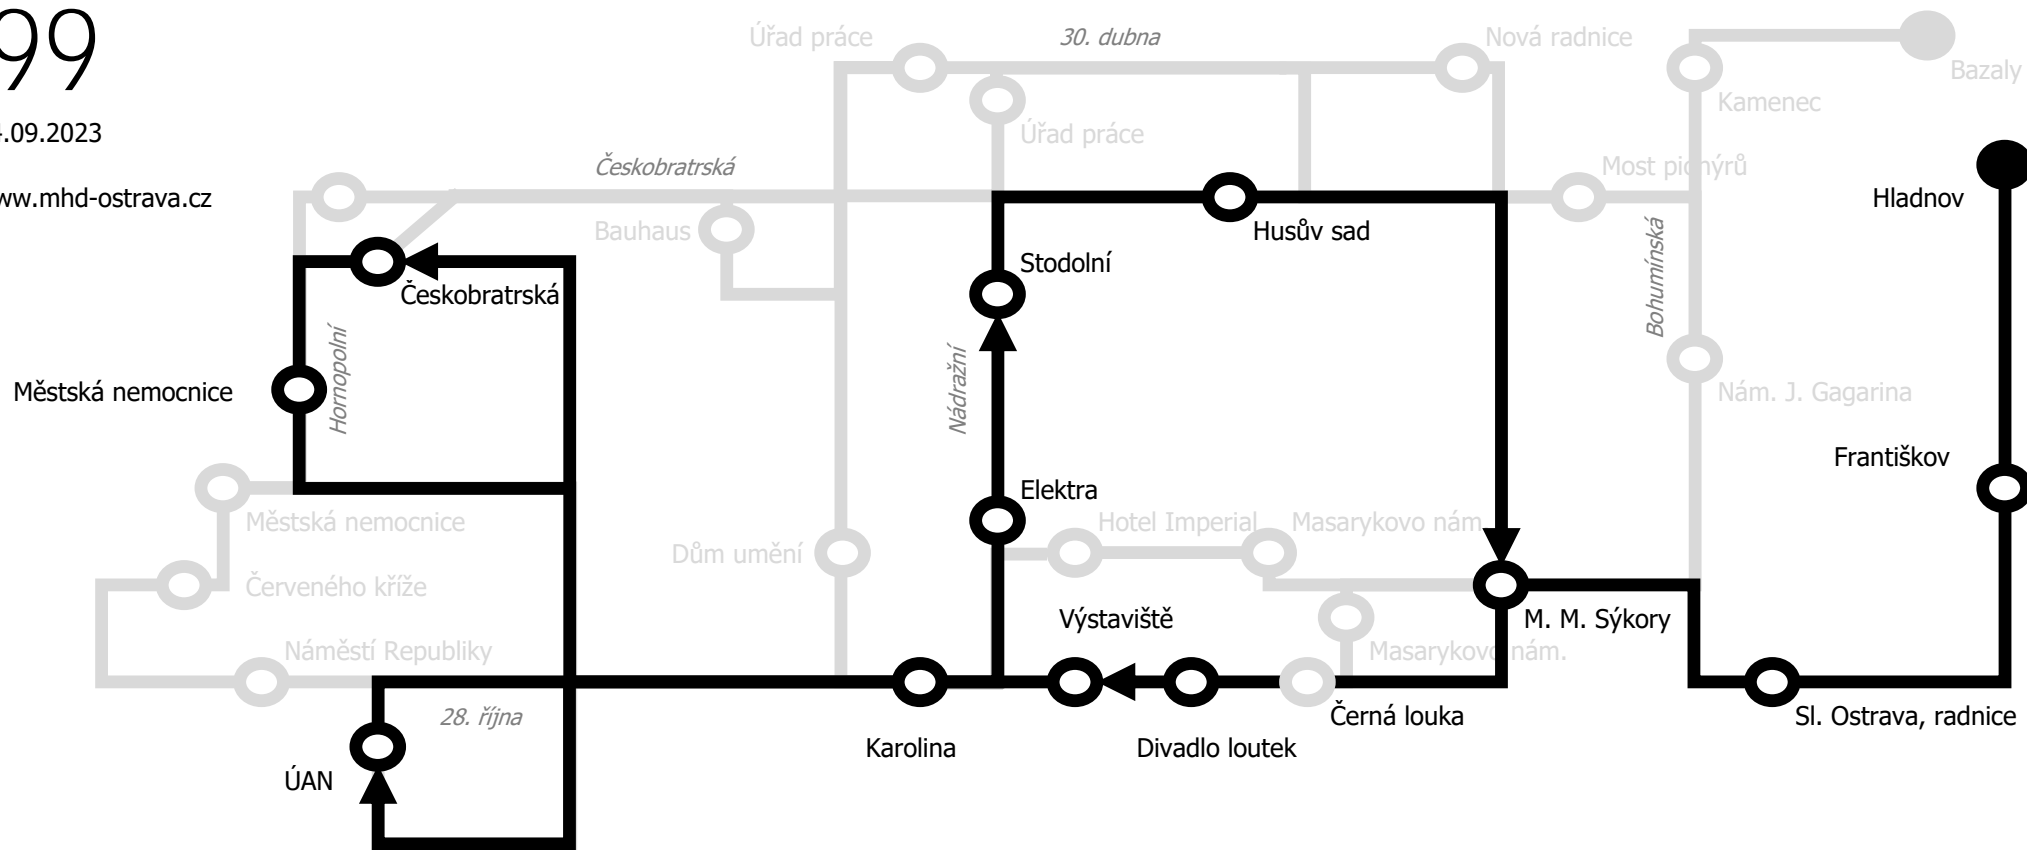 99
.09.2023
ww.mhd-ostrava.cz
Úřad práce
30. dubna
Nová radnice
Bazaly
Kamenec
Úřad práce
Českobratrská
Most pionýrů
Hladnov
Bauhaus
Husův sad
Bohumínská
Stodolní
Českobratrská
Hornopolní
Nádražní
Městská nemocnice
Nám. J. Gagarina
Františkov
Elektra
Městská nemocnice
Hotel Imperial
Masarykovo nám
Dům umění
Červeného kříže
Výstaviště
M. M. Sýkory
Náměstí Republiky
Masarykovo nám.
28. října
Černá louka
Sl. Ostrava, radnice
Karolina
Divadlo loutek
ÚAN